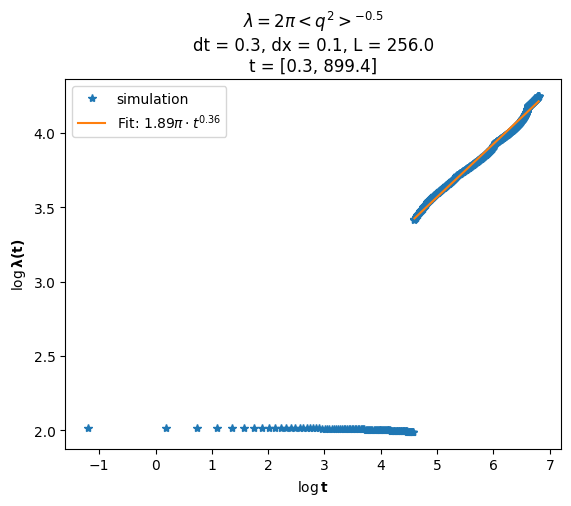 λ = 2π < q² >⁻⁰·⁵
dt = 0.3, dx = 0.1, L = 256.0
t = [0.3, 899.4]
simulation
Fit: 1.89π · t⁰·³⁶
log λ(t)
4.0
3.5
3.0
2.5
2.0
−1
0
1
2
3
4
5
6
7
log t